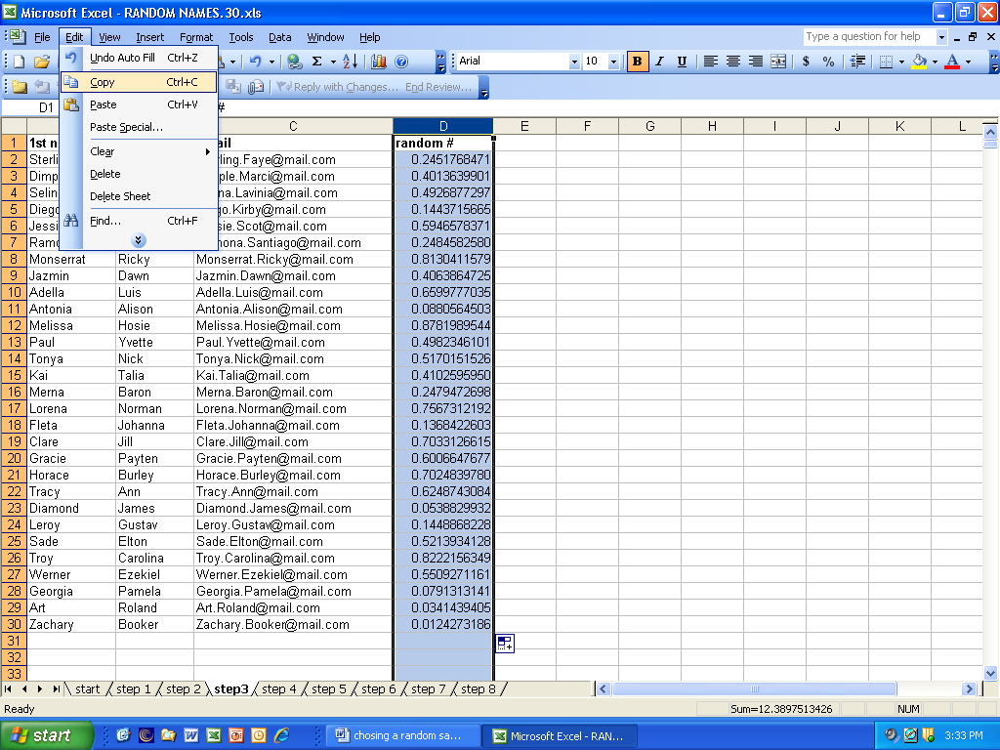 Microsoft Excel - RANDOM NAMES.30.xls
File Edit View Insert Format Tools Data Window Help Type a question for help
Undo Auto Fill Ctrl+Z
Copy Ctrl+C
Paste Ctrl+V
Paste Special...
Clear
Delete
Delete Sheet
Find... Ctrl+F
Arial 10 B I U $ %
Reply with Changes... End Review...
D1 #
C D E F G H I J K L
1 1st n ail random #
2 Sterli rling.Faye@mail.com 0.2451768471
3 Dimp ple.Marci@mail.com 0.4013639901
4 Selin na.Lavinia@mail.com 0.4926877297
5 Diego go.Kirby@mail.com 0.1443715665
6 Jessi sie.Scot@mail.com 0.5946578371
7 Ramo mona.Santiago@mail.com 0.2484582580
8 Monserrat Ricky Monserrat.Ricky@mail.com 0.8130411579
9 Jazmin Dawn Jazmin.Dawn@mail.com 0.4063864725
10 Adella Luis Adella.Luis@mail.com 0.6599777035
11 Antonia Alison Antonia.Alison@mail.com 0.0880564503
12 Melissa Hosie Melissa.Hosie@mail.com 0.8781989544
13 Paul Yvette Paul.Yvette@mail.com 0.4982346101
14 Tonya Nick Tonya.Nick@mail.com 0.5170151526
15 Kai Talia Kai.Talia@mail.com 0.4102595950
16 Merna Baron Merna.Baron@mail.com 0.2479472698
17 Lorena Norman Lorena.Norman@mail.com 0.7567312192
18 Fleta Johanna Fleta.Johanna@mail.com 0.1368422603
19 Clare Jill Clare.Jill@mail.com 0.7033126615
20 Gracie Payten Gracie.Payten@mail.com 0.6006647677
21 Horace Burley Horace.Burley@mail.com 0.7024839780
22 Tracy Ann Tracy.Ann@mail.com 0.6248743084
23 Diamond James Diamond.James@mail.com 0.0538829932
24 Leroy Gustav Leroy.Gustav@mail.com 0.1448868228
25 Sade Elton Sade.Elton@mail.com 0.5213934128
26 Troy Carolina Troy.Carolina@mail.com 0.8222156349
27 Werner Ezekiel Werner.Ezekiel@mail.com 0.5509271161
28 Georgia Pamela Georgia.Pamela@mail.com 0.0791313141
29 Art Roland Art.Roland@mail.com 0.0341439405
30 Zachary Booker Zachary.Booker@mail.com 0.0124273186
31
32
33
start step 1 step 2 step3 step 4 step 5 step 6 step 7 step 8
Ready Sum=12.3897513426 NUM
start chosing a random sa... Microsoft Excel - RAN... 3:33 PM